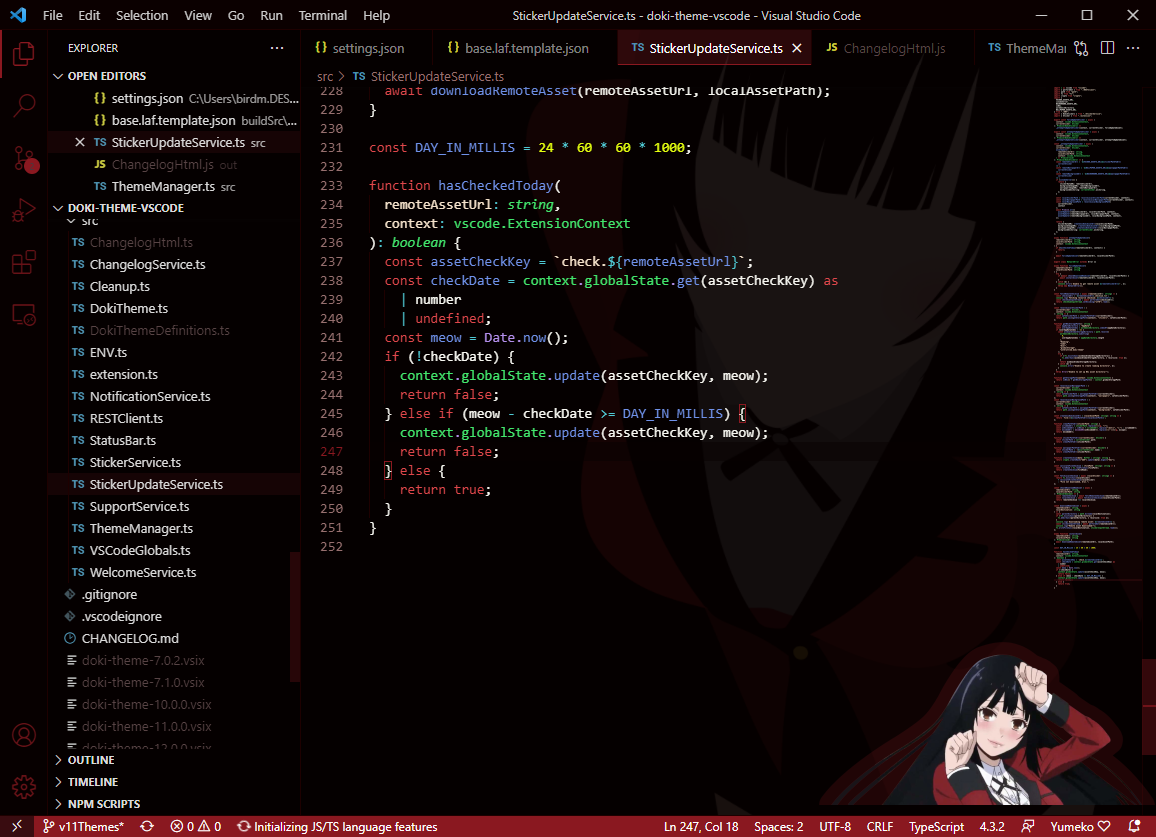 File Edit Selection View Go Run Terminal Help StickerUpdateService.ts - doki-theme-vscode - Visual Studio Code
EXPLORER ···
OPEN EDITORS
{} settings.json C:\Users\birdm.DES...
{} base.laf.template.json buildSrc\...
TS StickerUpdateService.ts src
JS ChangelogHtml.js out
TS ThemeManager.ts src
DOKI-THEME-VSCODE
src
TS ChangelogHtml.ts
TS ChangelogService.ts
TS Cleanup.ts
TS DokiTheme.ts
TS DokiThemeDefinitions.ts
TS ENV.ts
TS extension.ts
TS NotificationService.ts
TS RESTClient.ts
TS StatusBar.ts
TS StickerService.ts
TS StickerUpdateService.ts
TS SupportService.ts
TS ThemeManager.ts
TS VSCodeGlobals.ts
TS WelcomeService.ts
.gitignore
.vscodeignore
CHANGELOG.md
doki-theme-7.0.2.vsix
doki-theme-7.1.0.vsix
doki-theme-10.0.0.vsix
doki-theme-11.0.0.vsix
doki-theme-12.0.0.vsix
OUTLINE
TIMELINE
NPM SCRIPTS
{} settings.json {} base.laf.template.json TS StickerUpdateService.ts JS ChangelogHtml.js TS ThemeMa
src > TS StickerUpdateService.ts
228 await downloadRemoteAsset(remoteAssetUrl, localAssetPath);
229 }
230
231 const DAY_IN_MILLIS = 24 * 60 * 60 * 1000;
232
233 function hasCheckedToday(
234 remoteAssetUrl: string,
235 context: vscode.ExtensionContext
236 ): boolean {
237 const assetCheckKey = `check.${remoteAssetUrl}`;
238 const checkDate = context.globalState.get(assetCheckKey) as
239 | number
240 | undefined;
241 const meow = Date.now();
242 if (!checkDate) {
243 context.globalState.update(assetCheckKey, meow);
244 return false;
245 } else if (meow - checkDate >= DAY_IN_MILLIS) {
246 context.globalState.update(assetCheckKey, meow);
247 return false;
248 } else {
249 return true;
250 }
251 }
252
v11Themes* 0 0 Initializing JS/TS language features Ln 247, Col 18 Spaces: 2 UTF-8 CRLF TypeScript 4.3.2 Yumeko ♡